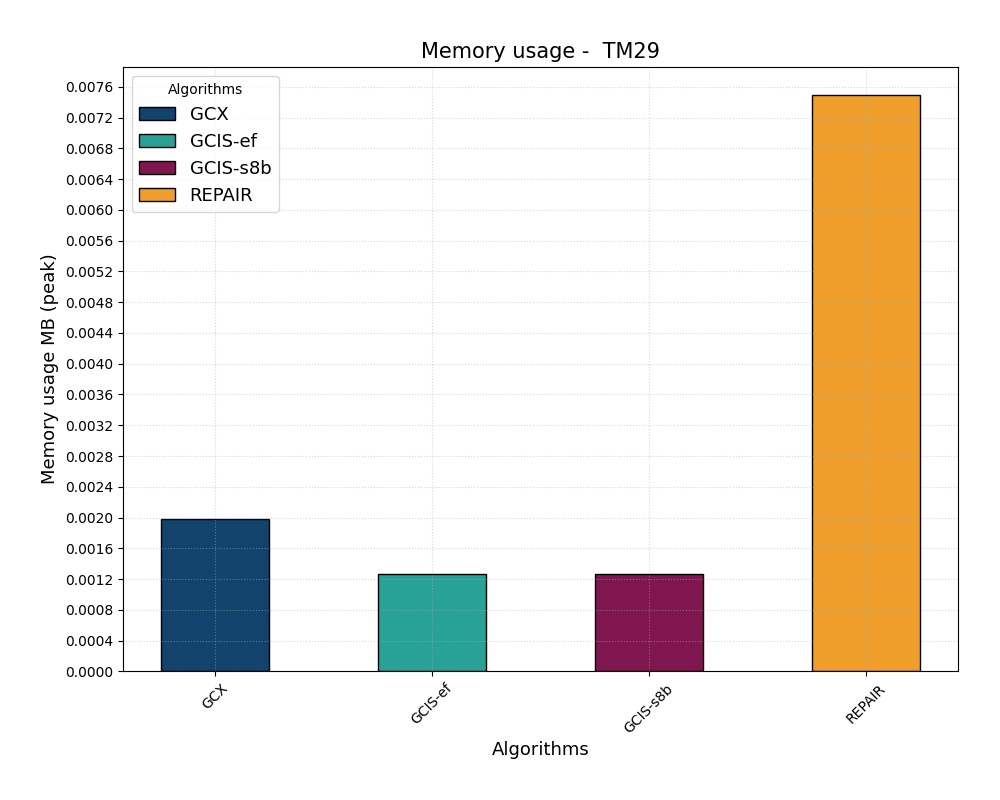 Memory usage -  TM29
Algorithms
GCX
GCIS-ef
GCIS-s8b
REPAIR
Memory usage MB (peak)
0.0076
0.0072
0.0068
0.0064
0.0060
0.0056
0.0052
0.0048
0.0044
0.0040
0.0036
0.0032
0.0028
0.0024
0.0020
0.0016
0.0012
0.0008
0.0004
0.0000
GCX
GCIS-ef
GCIS-s8b
REPAIR
Algorithms